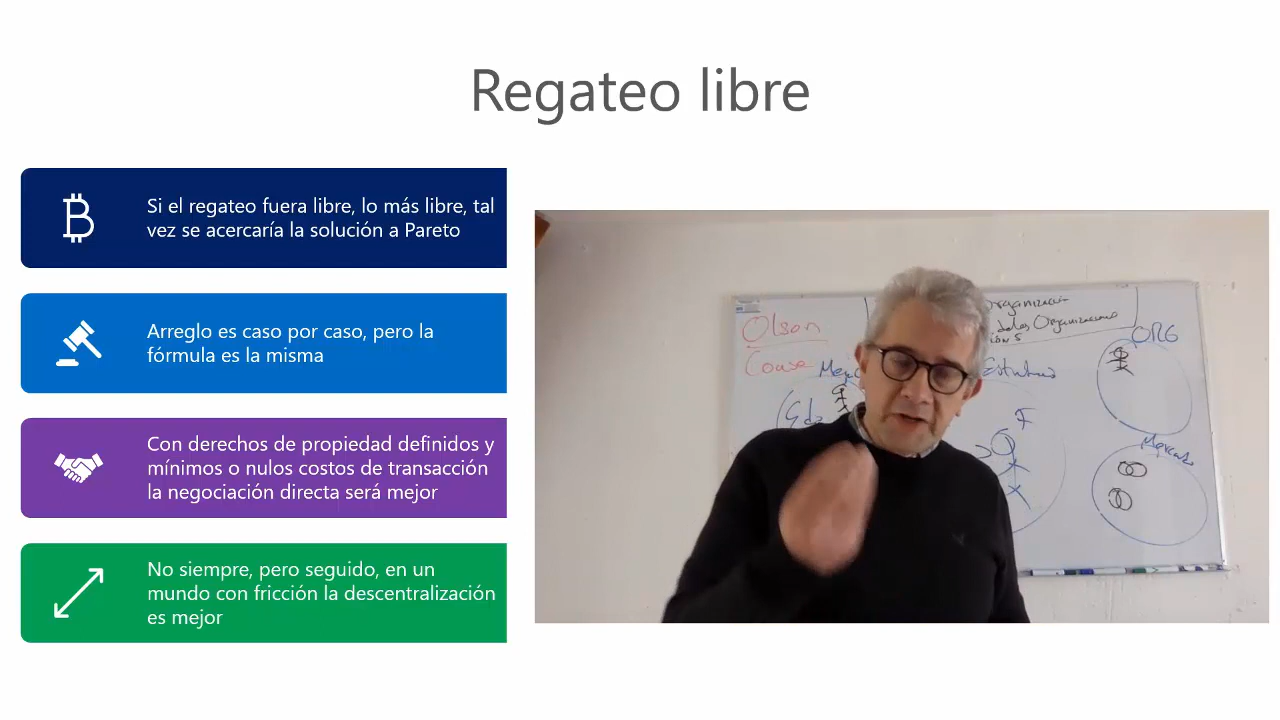 Regateo libre
Si el regateo fuera libre, lo más libre, tal
vez se acercaría la solución a Pareto
Arreglo es caso por caso, pero la
fórmula es la misma
Con derechos de propiedad definidos y
mínimos o nulos costos de transacción
la negociación directa será mejor
No siempre, pero seguido, en un
mundo con fricción la descentralización
es mejor
Olson
Coase
ORG
Mercado